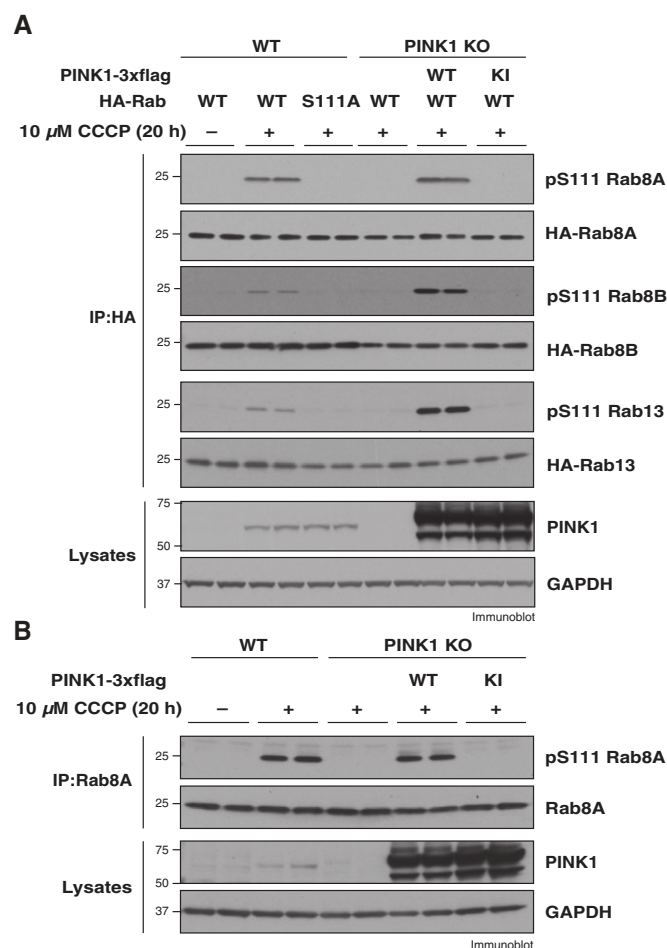 A
WT PINK1 KO
PINK1-3xflag WT KI
HA-Rab WT WT S111A WT WT WT
10 µM CCCP (20 h) – + + + + +
25 pS111 Rab8A
25 HA-Rab8A
25 pS111 Rab8B
IP:HA
25 HA-Rab8B
25 pS111 Rab13
25 HA-Rab13
75
PINK1
50
Lysates
37 GAPDH
Immunoblot
B
WT PINK1 KO
PINK1-3xflag WT KI
10 µM CCCP (20 h) – + + + +
25 pS111 Rab8A
IP:Rab8A
25 Rab8A
75
PINK1
50
Lysates
37 GAPDH
Immunoblot